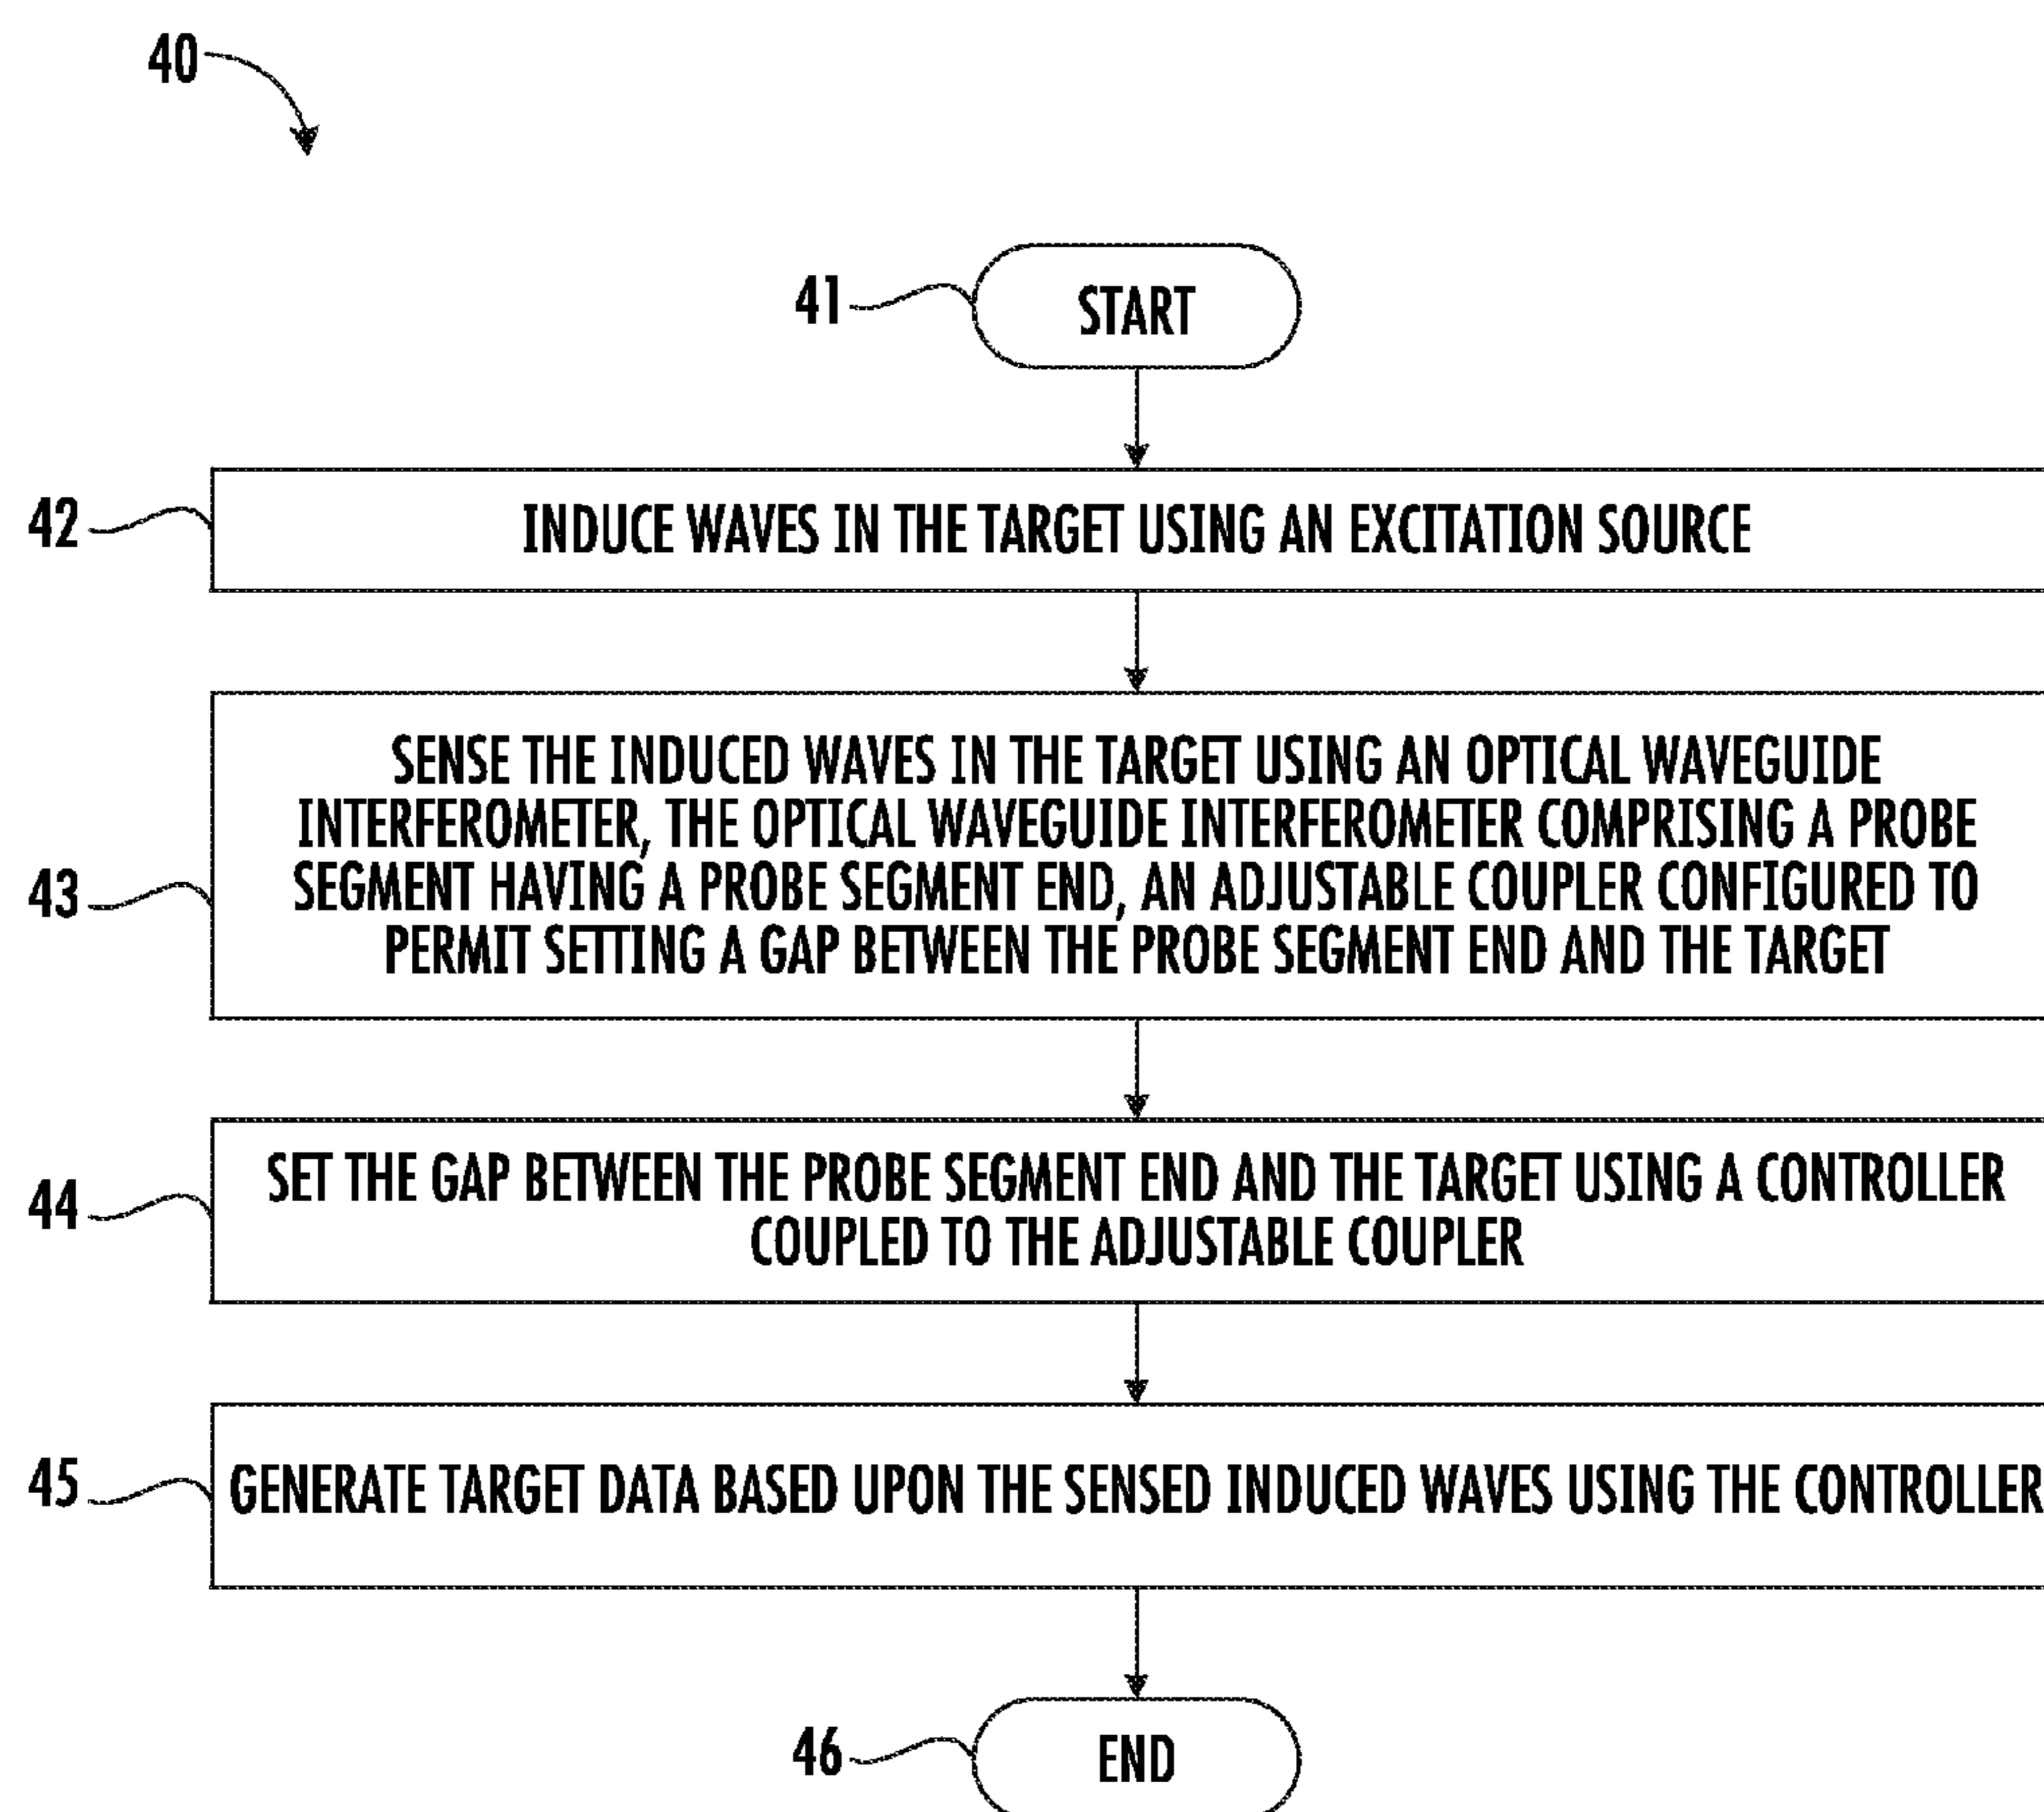 40
41
START
42
INDUCE WAVES IN THE TARGET USING AN EXCITATION SOURCE
43
SENSE THE INDUCED WAVES IN THE TARGET USING AN OPTICAL WAVEGUIDE
INTERFEROMETER, THE OPTICAL WAVEGUIDE INTERFEROMETER COMPRISING A PROBE
SEGMENT HAVING A PROBE SEGMENT END, AN ADJUSTABLE COUPLER CONFIGURED TO
PERMIT SETTING A GAP BETWEEN THE PROBE SEGMENT END AND THE TARGET
44
SET THE GAP BETWEEN THE PROBE SEGMENT END AND THE TARGET USING A CONTROLLER
COUPLED TO THE ADJUSTABLE COUPLER
45
GENERATE TARGET DATA BASED UPON THE SENSED INDUCED WAVES USING THE CONTROLLER
46
END